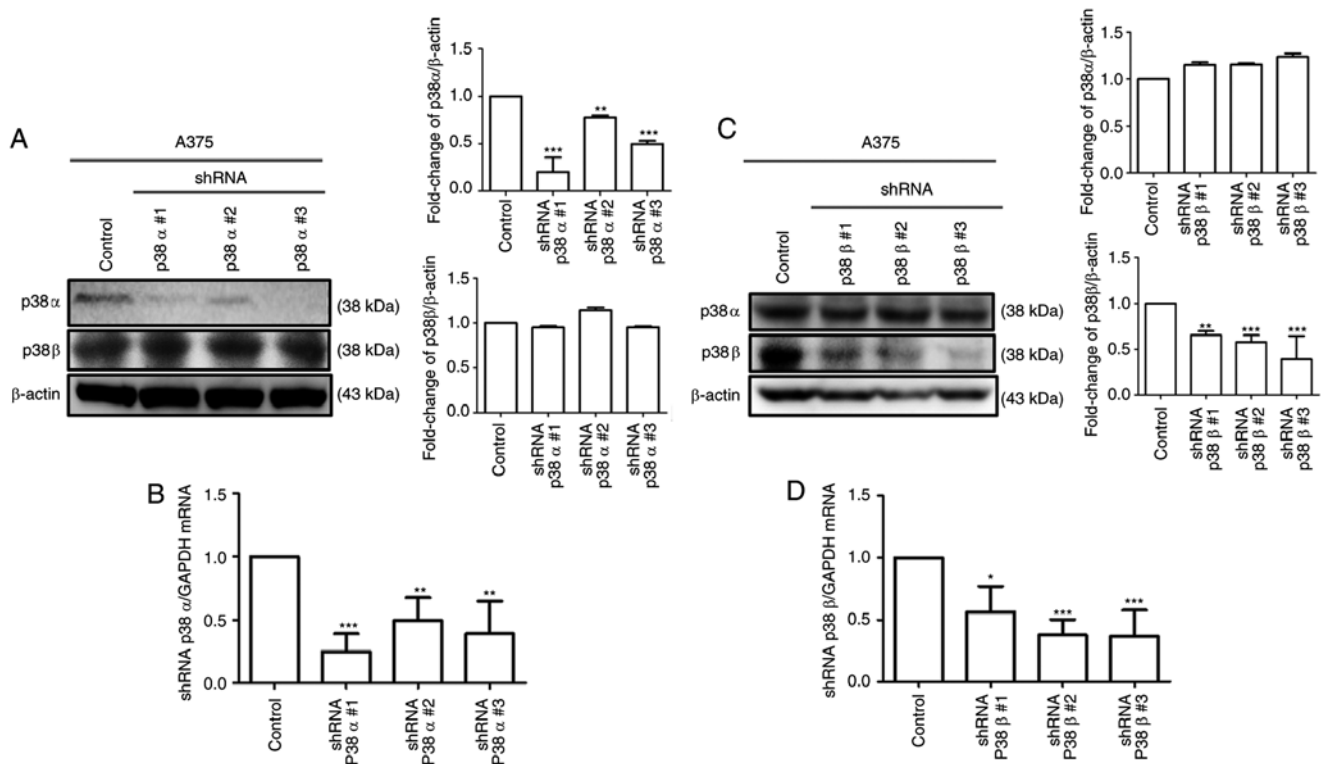 A
A375
shRNA
Control
p38 α #1
p38 α #2
p38 α #3
p38α
(38 kDa)
p38β
(38 kDa)
β-actin
(43 kDa)
Fold-change of p38α/β-actin
1.5
1.0
0.5
0.0
***
**
***
Control
shRNA
p38 α #1
shRNA
p38 α #2
shRNA
p38 α #3
Fold-change of p38β/β-actin
1.5
1.0
0.5
0.0
Control
shRNA
p38 α #1
shRNA
p38 α #2
shRNA
p38 α #3
B
shRNA p38 α/GAPDH mRNA
1.5
1.0
0.5
0.0
***
**
**
Control
shRNA
P38 α #1
shRNA
P38 α #2
shRNA
P38 α #3
C
A375
shRNA
Control
p38 β #1
p38 β #2
p38 β #3
p38α
(38 kDa)
p38β
(38 kDa)
β-actin
(43 kDa)
Fold-change of p38α/β-actin
1.5
1.0
0.5
0.0
Control
shRNA
p38 β #1
shRNA
p38 β #2
shRNA
p38 β #3
Fold-change of p38β/β-actin
1.5
1.0
0.5
0.0
**
***
***
Control
shRNA
p38 β #1
shRNA
p38 β #2
shRNA
p38 β #3
D
shRNA p38 β/GAPDH mRNA
1.5
1.0
0.5
0.0
*
***
***
Control
shRNA
P38 β #1
shRNA
P38 β #2
shRNA
P38 β #3